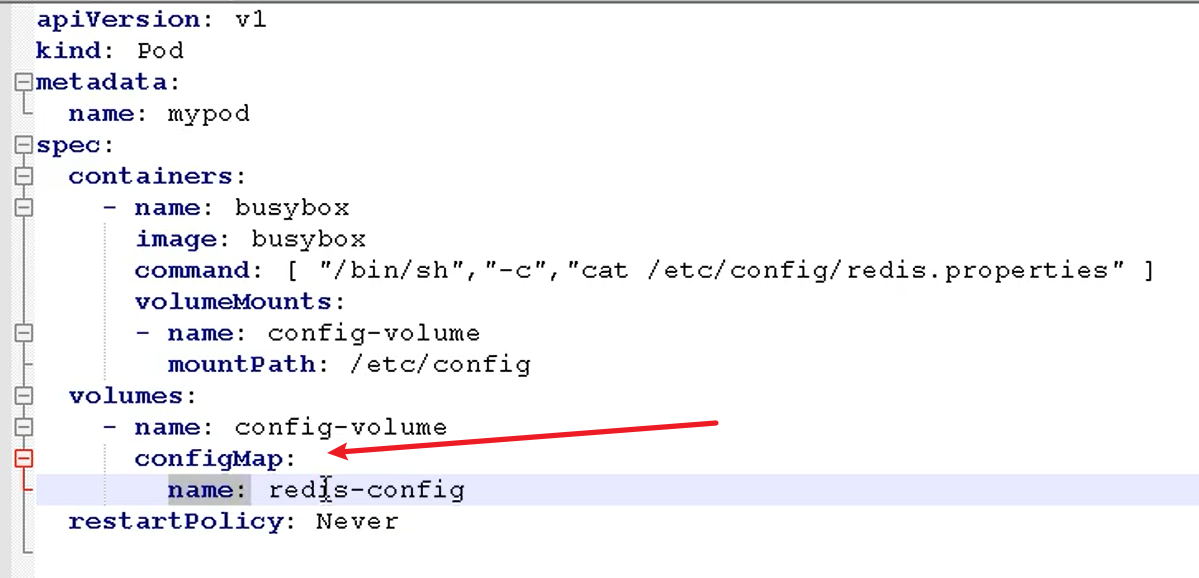 apiVersion: v1
kind: Pod
metadata:
  name: mypod
spec:
  containers:
    - name: busybox
      image: busybox
      command: [ "/bin/sh","-c","cat /etc/config/redis.properties" ]
      volumeMounts:
      - name: config-volume
        mountPath: /etc/config
  volumes:
    - name: config-volume
      configMap:
        name: redis-config
  restartPolicy: Never